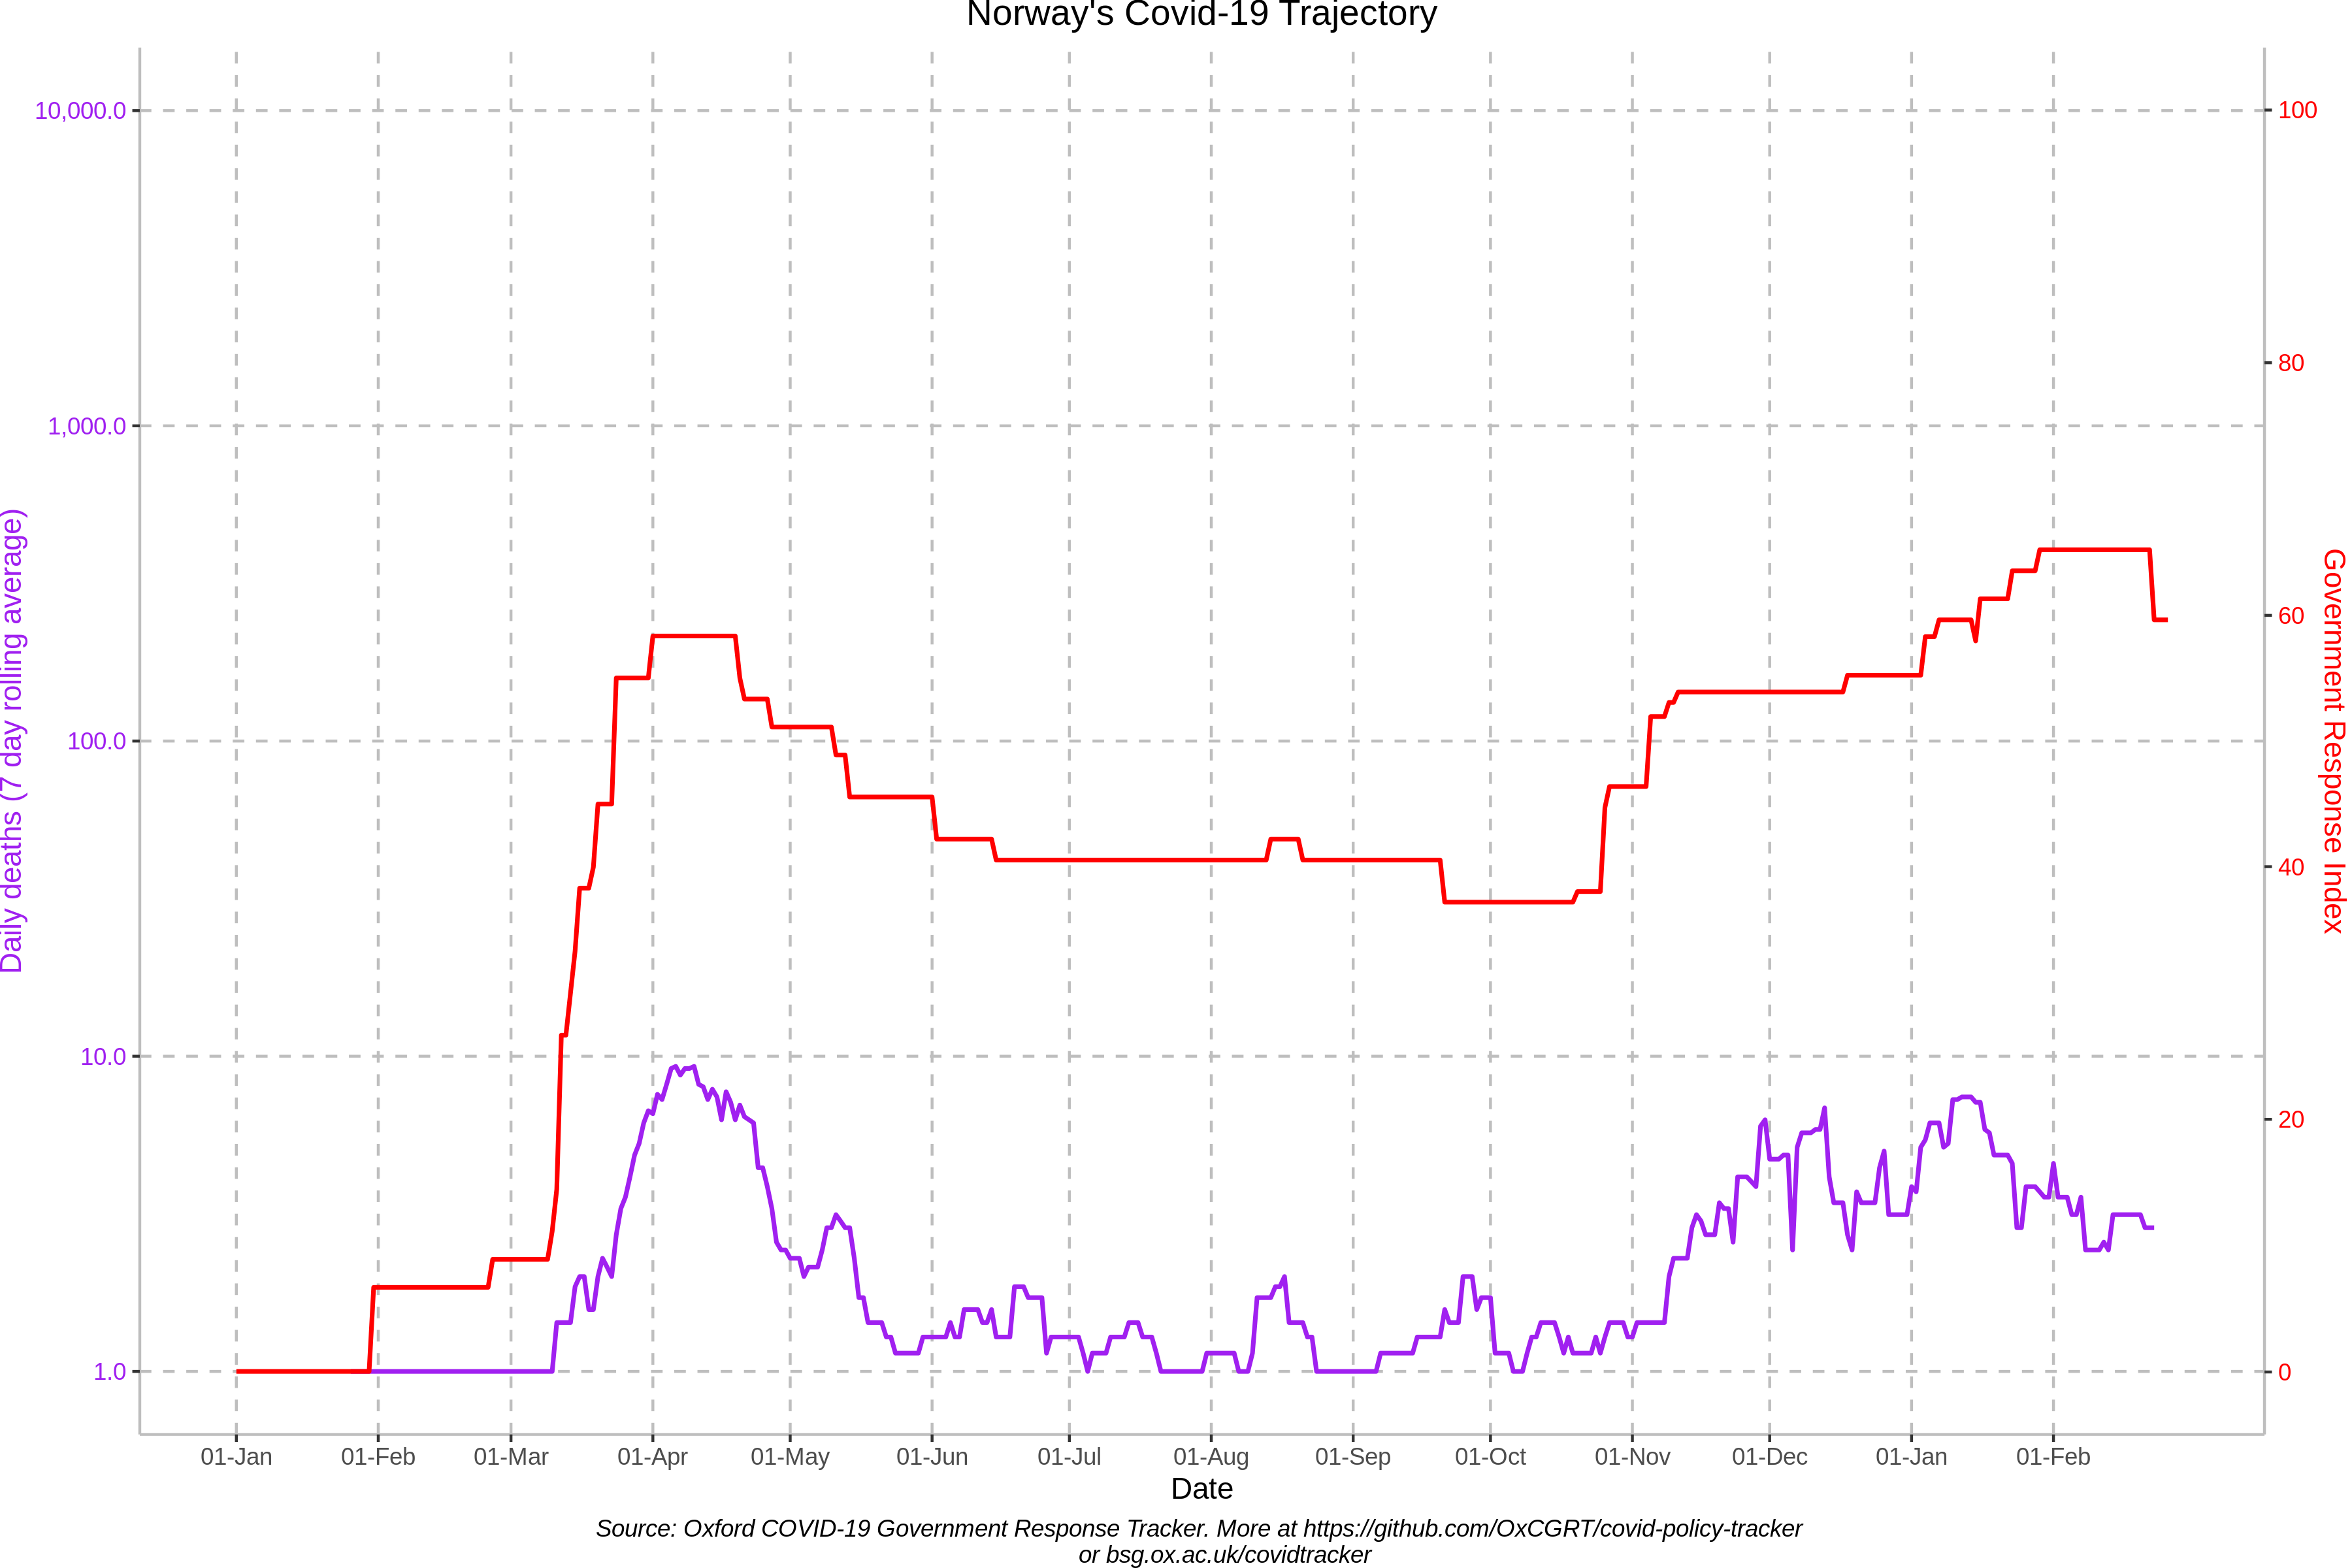 Norway's Covid-19 Trajectory
10,000.0
1,000.0
100.0
10.0
1.0
Daily deaths (7 day rolling average)
100
80
60
40
20
0
Government Response Index
01-Jan
01-Feb
01-Mar
01-Apr
01-May
01-Jun
01-Jul
01-Aug
01-Sep
01-Oct
01-Nov
01-Dec
01-Jan
01-Feb
Date
Source: Oxford COVID-19 Government Response Tracker. More at https://github.com/OxCGRT/covid-policy-tracker
or bsg.ox.ac.uk/covidtracker